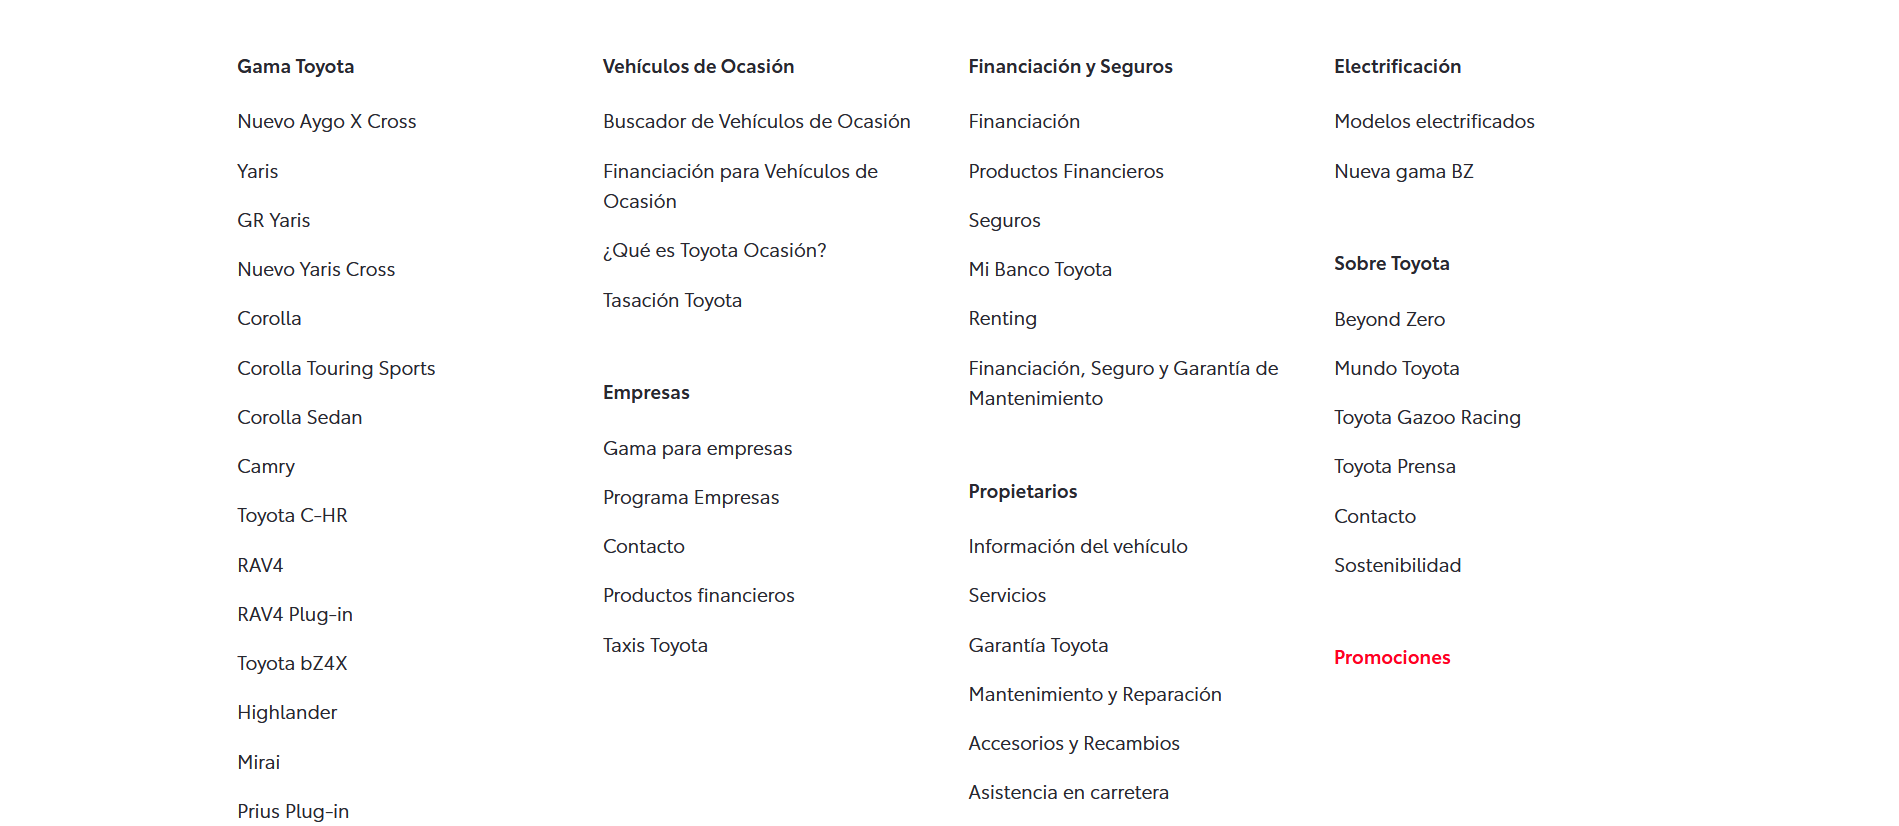 Gama Toyota
Nuevo Aygo X Cross
Yaris
GR Yaris
Nuevo Yaris Cross
Corolla
Corolla Touring Sports
Corolla Sedan
Camry
Toyota C-HR
RAV4
RAV4 Plug-in
Toyota bZ4X
Highlander
Mirai
Prius Plug-in
Vehículos de Ocasión
Buscador de Vehículos de Ocasión
Financiación para Vehículos de
Ocasión
¿Qué es Toyota Ocasión?
Tasación Toyota
Empresas
Gama para empresas
Programa Empresas
Contacto
Productos financieros
Taxis Toyota
Financiación y Seguros
Financiación
Productos Financieros
Seguros
Mi Banco Toyota
Renting
Financiación, Seguro y Garantía de
Mantenimiento
Propietarios
Información del vehículo
Servicios
Garantía Toyota
Mantenimiento y Reparación
Accesorios y Recambios
Asistencia en carretera
Electrificación
Modelos electrificados
Nueva gama BZ
Sobre Toyota
Beyond Zero
Mundo Toyota
Toyota Gazoo Racing
Toyota Prensa
Contacto
Sostenibilidad
Promociones